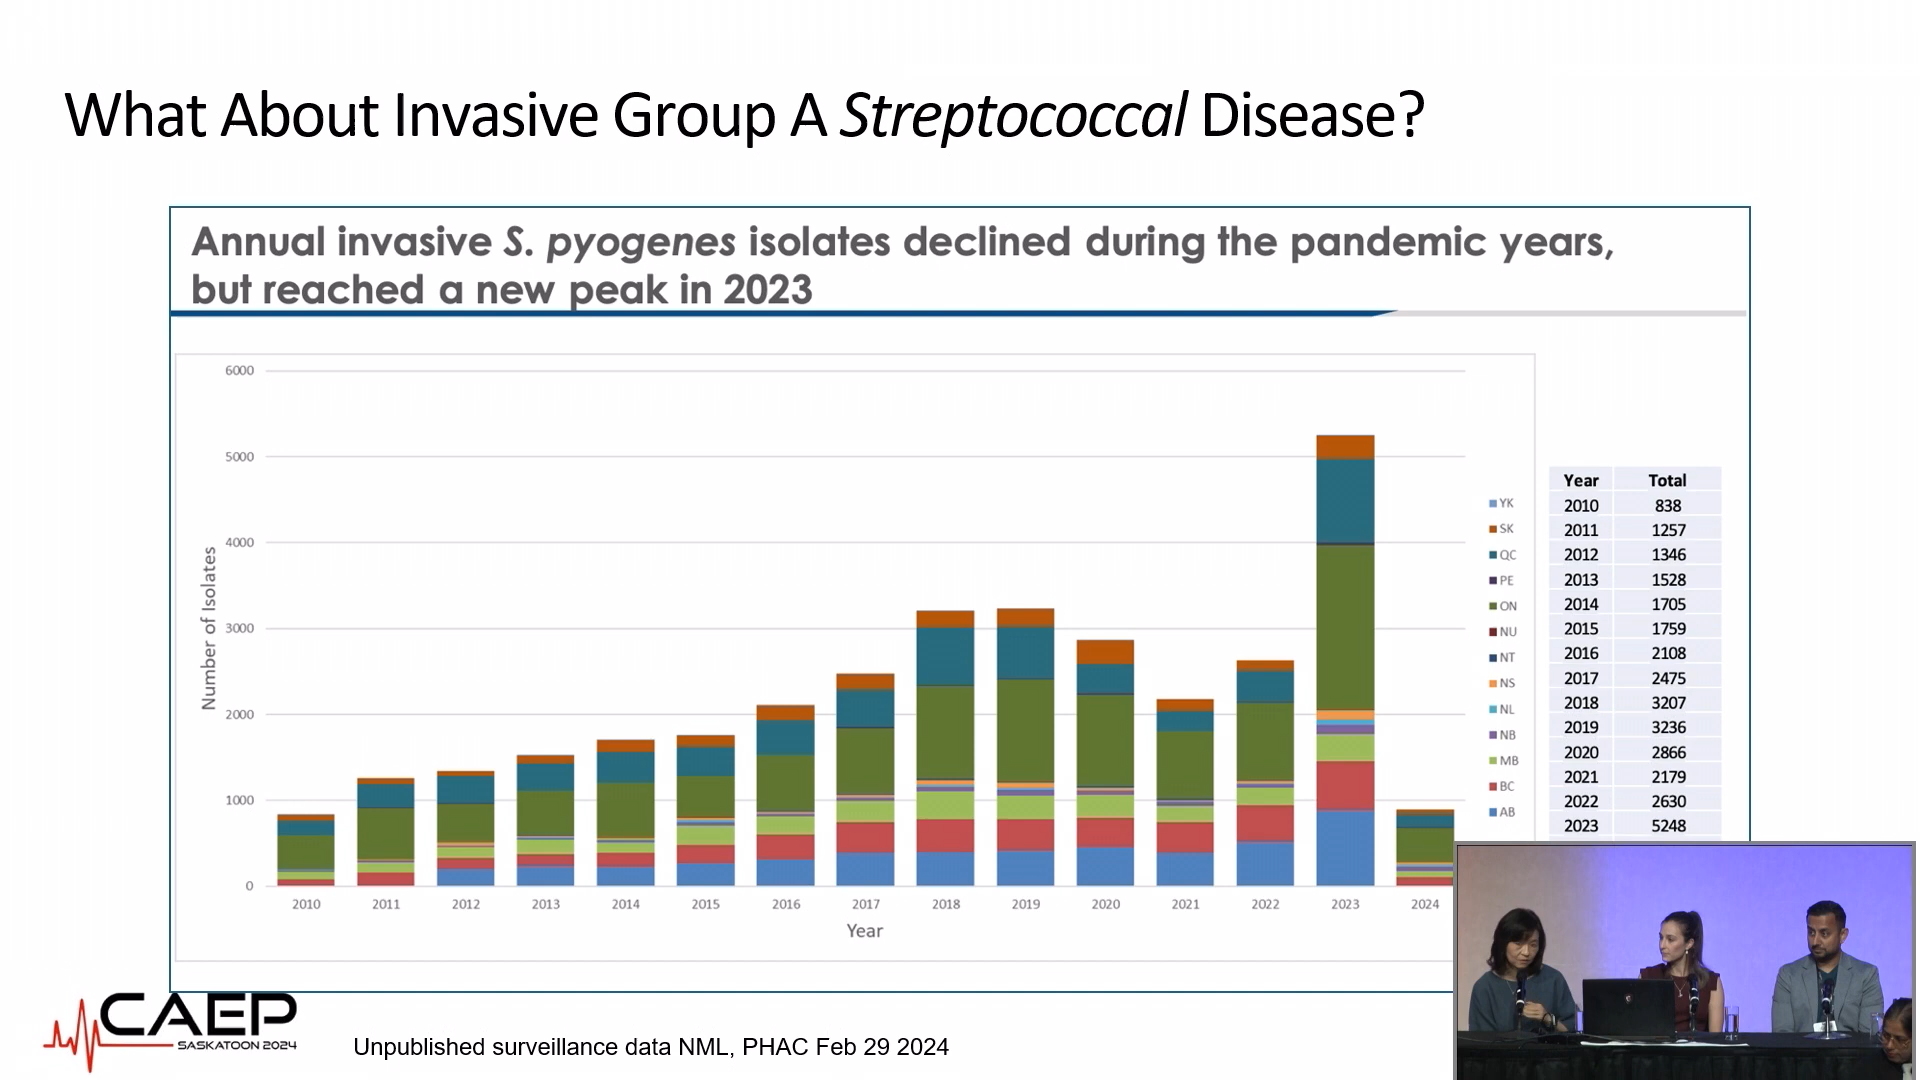 What About Invasive Group A Streptococcal Disease?
Annual invasive S. pyogenes isolates declined during the pandemic years,
but reached a new peak in 2023
6000
5000
4000
3000
2000
1000
0
Number of Isolates
2010 2011 2012 2013 2014 2015 2016 2017 2018 2019 2020 2021 2022 2023 2024
Year
YK
SK
QC
PE
ON
NU
NT
NS
NL
NB
MB
BC
AB
Year Total
2010 838
2011 1257
2012 1346
2013 1528
2014 1705
2015 1759
2016 2108
2017 2475
2018 3207
2019 3236
2020 2866
2021 2179
2022 2630
2023 5248
CAEP
SASKATOON 2024
Unpublished surveillance data NML, PHAC Feb 29 2024